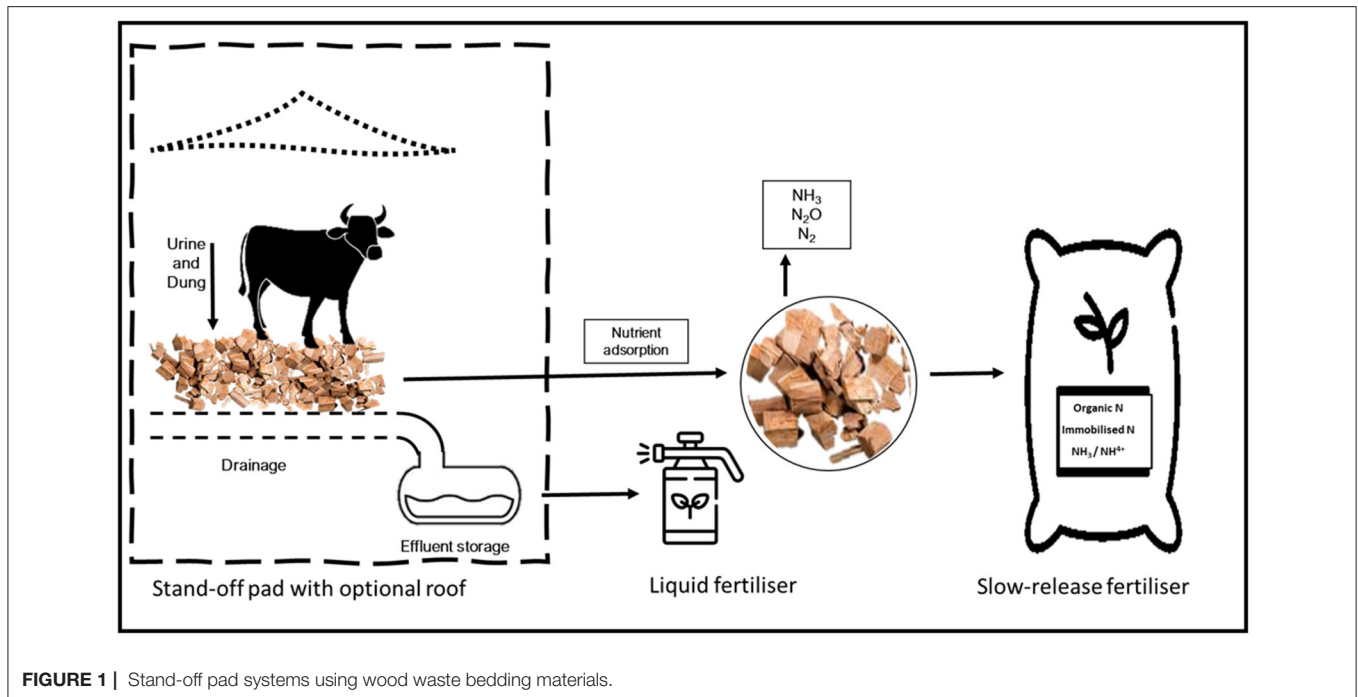 Urine
and
Dung
Drainage
Effluent storage
Stand-off pad with optional roof
Nutrient
adsorption
NH₃
N₂O
N₂
Liquid fertiliser
Organic N
Immobilised N
NH₃ / NH⁴⁺
Slow-release fertiliser
FIGURE 1 | Stand-off pad systems using wood waste bedding materials.